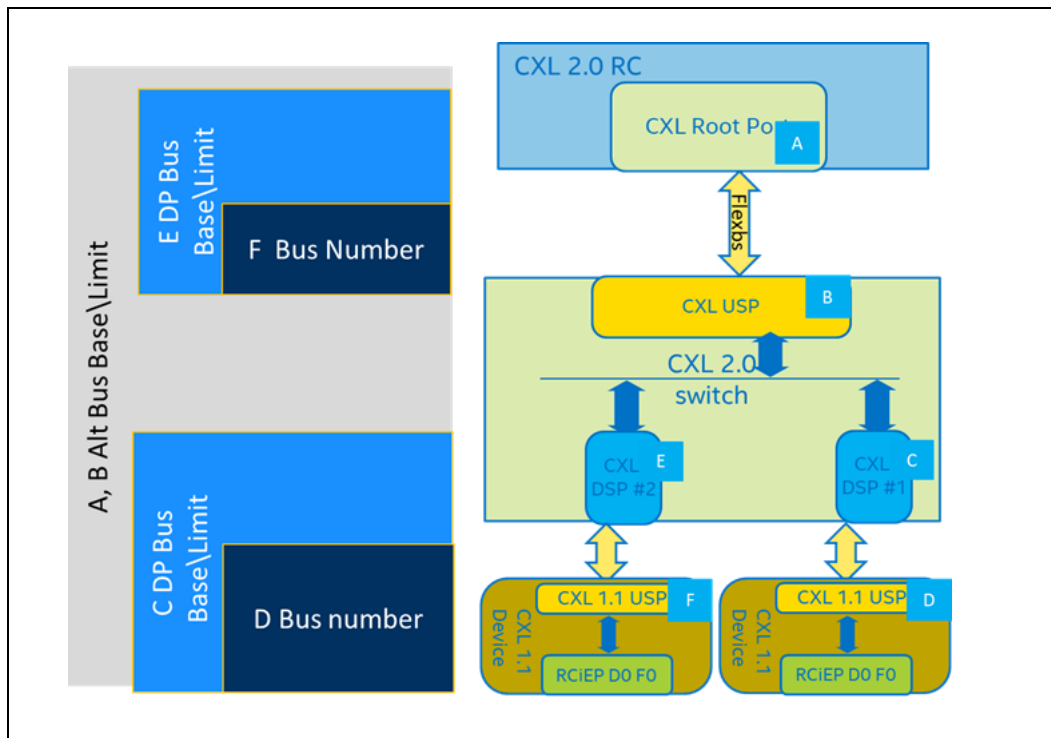 A, B Alt Bus Base\Limit
E DP Bus
Base\Limit
F Bus Number
C DP Bus
Base\Limit
D Bus number
CXL 2.0 RC
CXL Root Port
A
Flexbs
CXL USP
B
CXL 2.0
switch
CXL
DSP #2
E
CXL
DSP #1
C
CXL 1.1
Device
CXL 1.1 USP
F
RCiEP D0 F0
CXL 1.1
Device
CXL 1.1 USP
D
RCiEP D0 F0